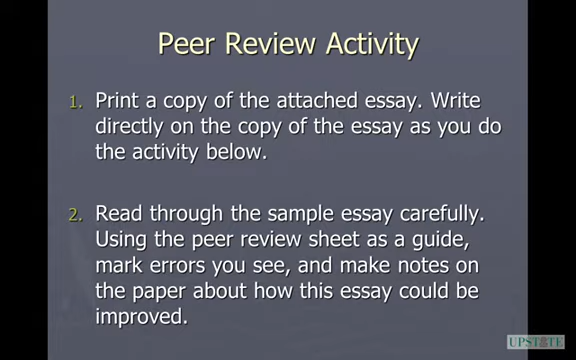 Peer Review Activity
1. Print a copy of the attached essay. Write
directly on the copy of the essay as you do
the activity below.
2. Read through the sample essay carefully.
Using the peer review sheet as a guide,
mark errors you see, and make notes on
the paper about how this essay could be
improved.
UPSTATE